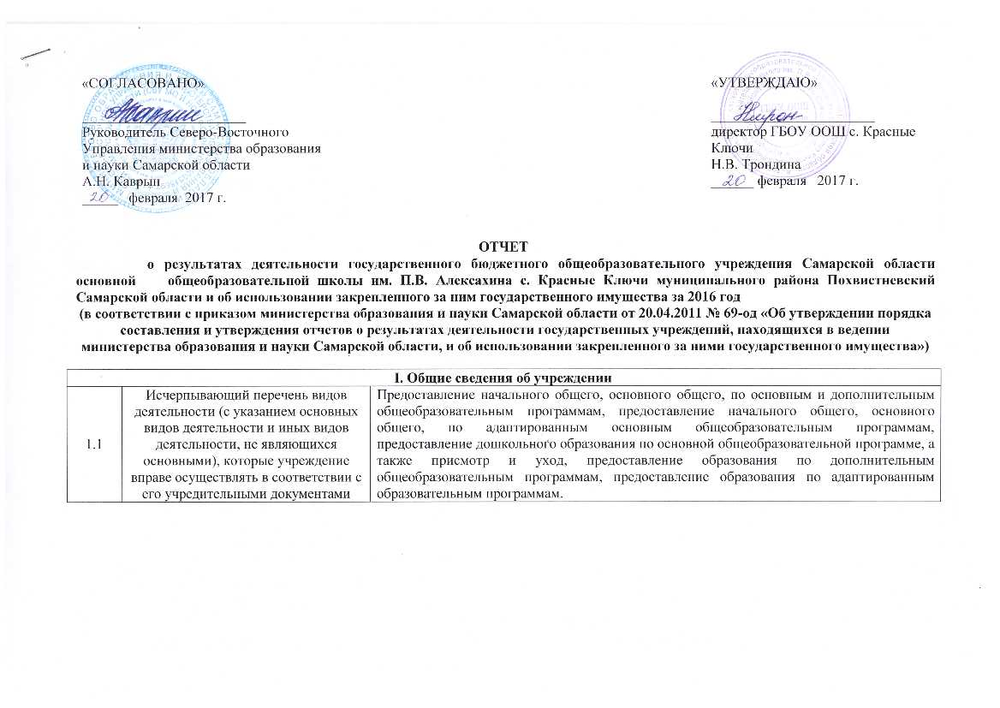 «СОГЛАСОВАНО»
Руководитель Северо-Восточного
Управления министерства образования
и науки Самарской области
А.Н. Каврын
20 февраля 2017 г.
«УТВЕРЖДАЮ»
директор ГБОУ ООШ с. Красные
Ключи
Н.В. Трондина
20 февраля 2017 г.
ОТЧЕТ
о результатах деятельности государственного бюджетного общеобразовательного учреждения Самарской области
основной общеобразовательной школы им. П.В. Алексахина с. Красные Ключи муниципального района Похвистневский
Самарской области и об использовании закрепленного за ним государственного имущества за 2016 год
(в соответствии с приказом министерства образования и науки Самарской области от 20.04.2011 № 69-од «Об утверждении порядка
составления и утверждения отчетов о результатах деятельности государственных учреждений, находящихся в ведении
министерства образования и науки Самарской области, и об использовании закрепленного за ними государственного имущества»)
I. Общие сведения об учреждении
1.1
Исчерпывающий перечень видов
деятельности (с указанием основных
видов деятельности и иных видов
деятельности, не являющихся
основными), которые учреждение
вправе осуществлять в соответствии с
его учредительными документами
Предоставление начального общего, основного общего, по основным и дополнительным
общеобразовательным программам, предоставление начального общего, основного
общего, по адаптированным основным общеобразовательным программам,
предоставление дошкольного образования по основной общеобразовательной программе, а
также присмотр и уход, предоставление образования по дополнительным
общеобразовательным программам, предоставление образования по адаптированным
образовательным программам.